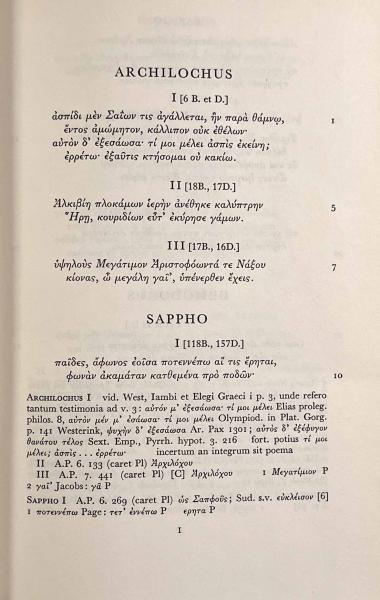 ARCHILOCHUS
I [6 B. et D.]
ἀσπίδι μὲν Σαΐων τις ἀγάλλεται, ἣν παρὰ θάμνῳ, 1
ἔντος ἀμώμητον, κάλλιπον οὐκ ἐθέλων·
αὐτὸν δ' ἐξεσάωσα· τί μοι μέλει ἀσπὶς ἐκείνη;
ἐρρέτω· ἐξαῦτις κτήσομαι οὐ κακίω.
II [18B., 17D.]
Ἀλκιβίη πλοκάμων ἱερὴν ἀνέθηκε καλύπτρην 5
Ἥρῃ, κουριδίων εὖτ' ἐκύρησε γάμων.
III [17B., 16D.]
ὑψηλοὺς Μεγάτιμον Ἀριστοφόωντά τε Νάξου 7
κίονας, ὦ μεγάλη γαῖ', ὑπένερθεν ἔχεις.
SAPPHO
I [118B., 157D.]
παῖδες, ἄφωνος ἐοῖσα ποτεννέπω αἴ τις ἔρηται,
φωνὰν ἀκαμάταν κατθεμένα πρὸ ποδῶν· 10
ARCHILOCHUS I vid. West, Iambi et Elegi Graeci i p. 3, unde refero
tantum testimonia ad v. 3: αὐτὸν μ' ἐξεσάωσα· τί μοι μέλει Elias proleg.
philos. 8, αὐτὸν μέν μ' ἐσάωσα Olympiod. in Plat. Gorg.
p. 141 Westerink, ψυχὴν δ' ἐξεσάωσα Ar. Pax 1301; αὐτὸς δ' ἐξέφυγον
θανάτου τέλος Sext. Emp., Pyrrh. hypot. 3. 216 fort. potius τί μοι
μέλει; ἀσπὶς . . . ἐρρέτω· incertum an integrum sit poema
II A.P. 6. 133 (caret Pl) Ἀρχιλόχου
III A.P. 7. 441 (caret Pl) [C] Ἀρχιλόχου 1 Μεγατίμιον P
2 γαῖ' Jacobs: γᾶ P
SAPPHO I A.P. 6. 269 (caret Pl) ὡς Σαπφοῦς; Sud. s.v. εὐκλείσον [6]
1 ποτεννέπω Page: τετ' ἐννέπω P ερητα P
I